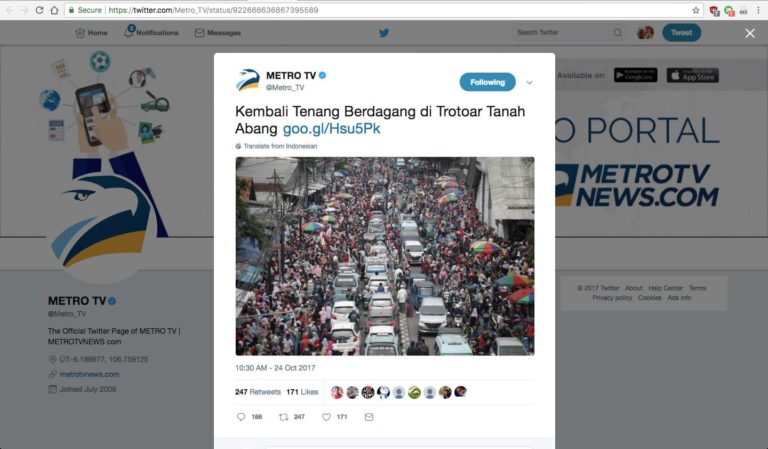 Secure
https://twitter.com/Metro_TV/status/922666636867395589
Home
8
Notifications
Messages
Search Twitter
Tweet
METRO TV
@Metro_TV
Following
Kembali Tenang Berdagang di Trotoar Tanah
Abang goo.gl/Hsu5Pk
Translate from Indonesian
10:30 AM - 24 Oct 2017
247 Retweets 171 Likes
186
247
171
Available on:
Google play
App Store
O PORTAL
METROTV
NEWS.COM
METRO TV
@Metro_TV
The Official Twitter Page of METRO TV |
METROTVNEWS com
ÜT:-6.186977, 106.759125
metrotvnews.com
Joined July 2009
© 2017 Twitter About Help Center Terms
Privacy policy Cookies Ads info